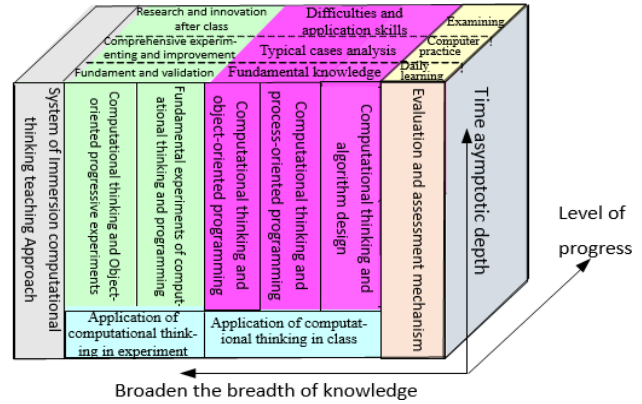 Research and innovation
after class
Difficulties and
application skills
Examining
Comprehensive experim-
enting and improvement
Typical cases analysis
Computer
practice
Fundament and validation
Fundamental knowledge
Daily
learning
System of Immersion computational
thinking teaching Approach
Computational thinking and Object-
oriented progressive experiments
Fundamental experiments of comput-
ational thinking and programming
Computational thinking and
object-oriented programming
Computational thinking and
process-oriented programming
Computational thinking and
algorithm design
Evaluation and assessment mechanism
Time asymptotic depth
Level of
progress
Application of
computational think-
ing in experiment
Application of computat-
ional thinking in class
Broaden the breadth of knowledge